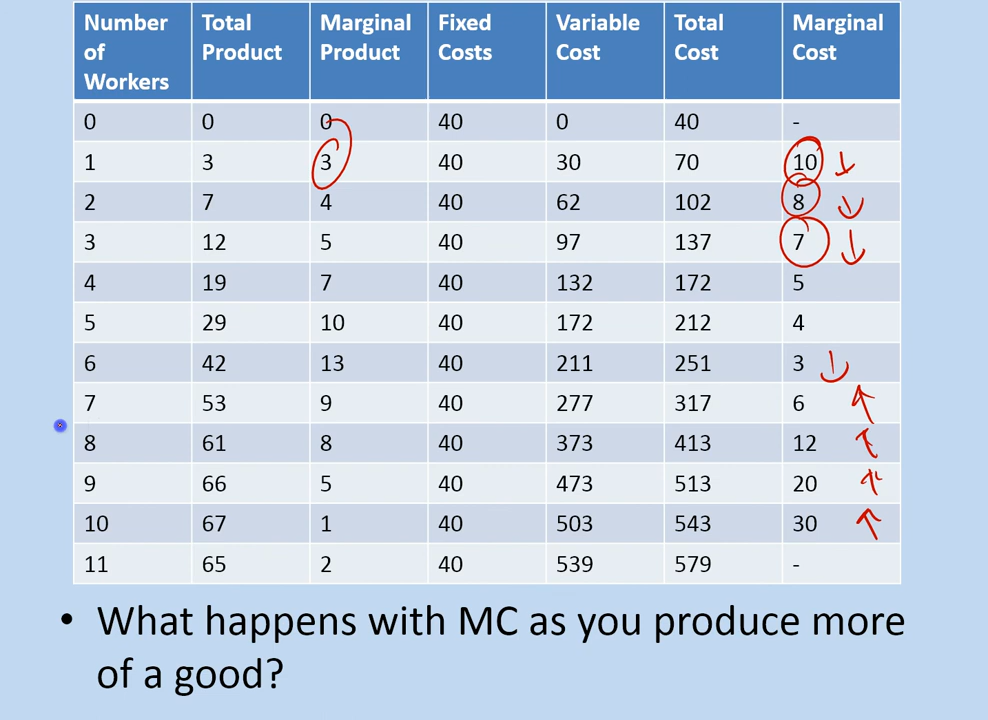 Number of Workers Total Product Marginal Product Fixed Costs Variable Cost Total Cost Marginal Cost
0 0 0 40 0 40 -
1 3 3 40 30 70 10
2 7 4 40 62 102 8
3 12 5 40 97 137 7
4 19 7 40 132 172 5
5 29 10 40 172 212 4
6 42 13 40 211 251 3
7 53 9 40 277 317 6
8 61 8 40 373 413 12
9 66 5 40 473 513 20
10 67 1 40 503 543 30
11 65 2 40 539 579 -
• What happens with MC as you produce more
of a good?